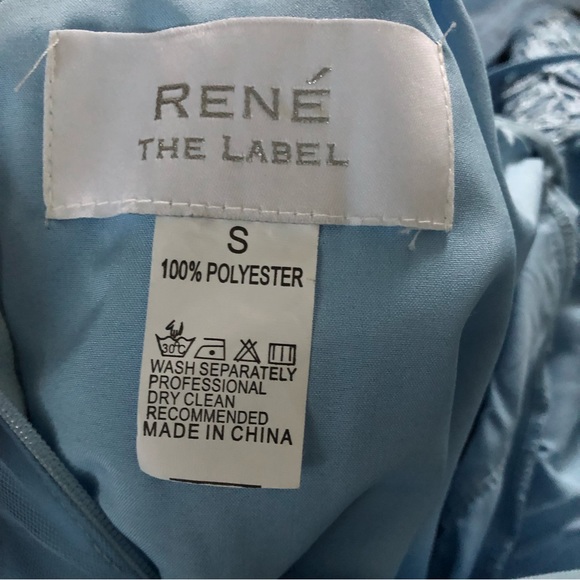 RENÉ
THE LABEL
S
100% POLYESTER
30°C
WASH SEPARATELY
PROFESSIONAL
DRY CLEAN
RECOMMENDED
MADE IN CHINA